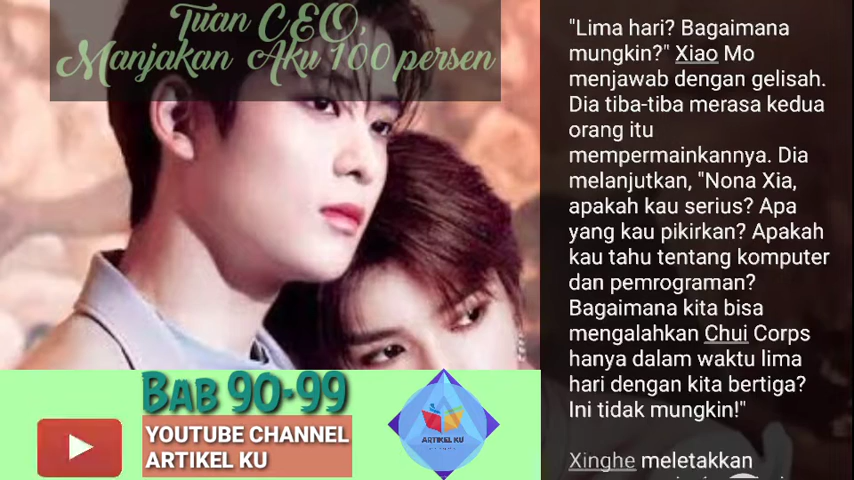 Tuan CEO,
Manjakan Aku 100 persen
BAB 90-99
YOUTUBE CHANNEL
ARTIKEL KU
ARTIKEL KU
"Lima hari? Bagaimana
mungkin?" Xiao Mo
menjawab dengan gelisah.
Dia tiba-tiba merasa kedua
orang itu
mempermainkannya. Dia
melanjutkan, "Nona Xia,
apakah kau serius? Apa
yang kau pikirkan? Apakah
kau tahu tentang komputer
dan pemrograman?
Bagaimana kita bisa
mengalahkan Chui Corps
hanya dalam waktu lima
hari dengan kita bertiga?
Ini tidak mungkin!"
Xinghe meletakkan